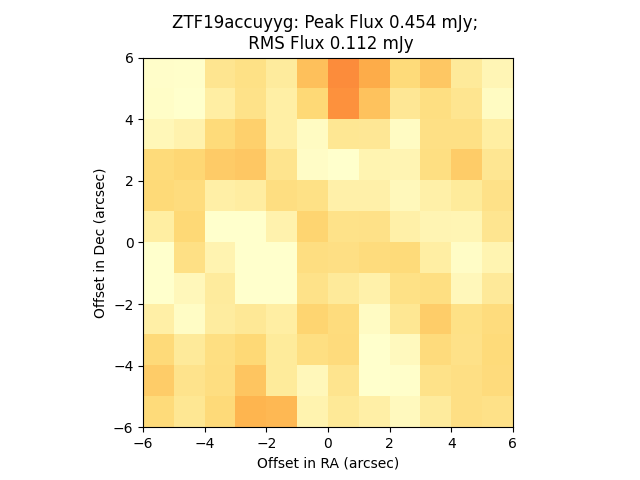 ZTF19accuyyg: Peak Flux 0.454 mJy;
RMS Flux 0.112 mJy
6
4
2
0
−2
−4
−6
Offset in Dec (arcsec)
−6 −4 −2 0 2 4 6
Offset in RA (arcsec)